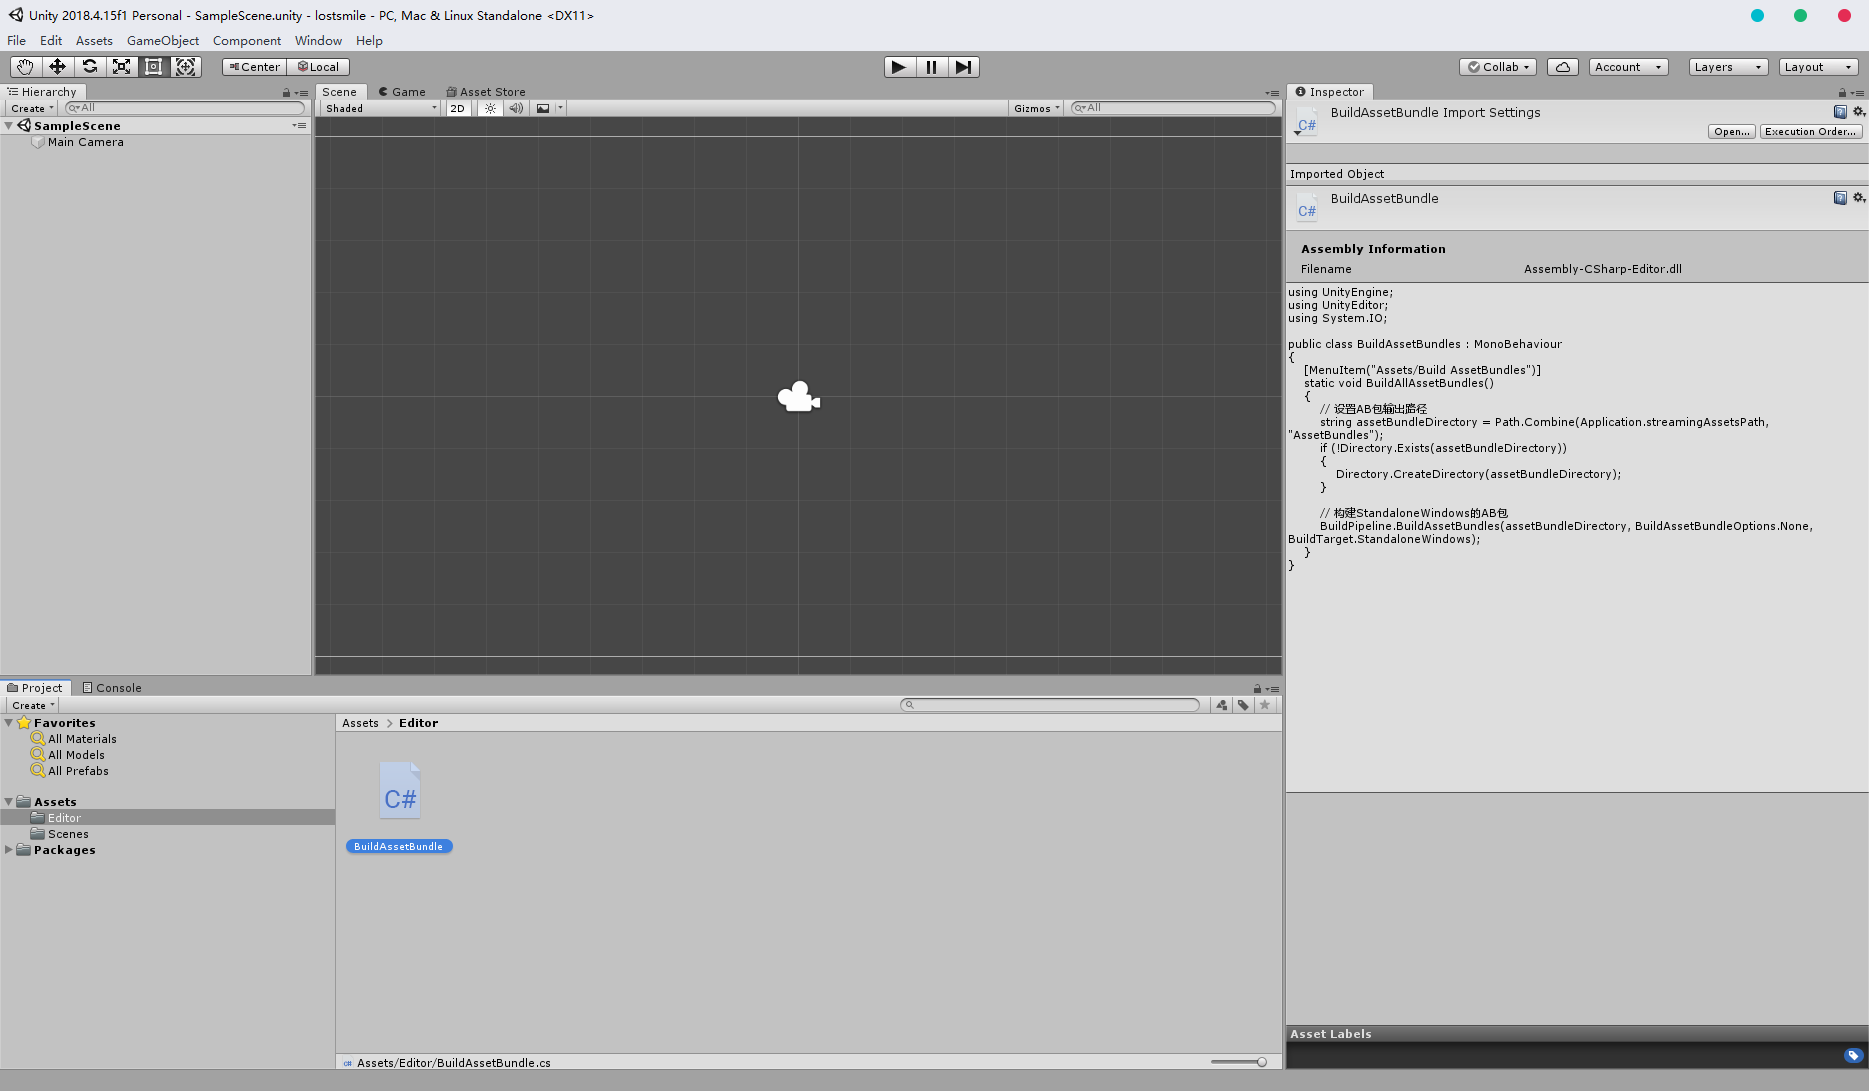 Unity 2018.4.15f1 Personal - SampleScene.unity - lostsmile - PC, Mac & Linux Standalone <DX11>
File Edit Assets GameObject Component Window Help
Center Local
Collab Account Layers Layout
Hierarchy
Create All
SampleScene
Main Camera
Scene Game Asset Store
Shaded 2D Gizmos All
Inspector
C# BuildAssetBundle Import Settings
Open... Execution Order...
Imported Object
C# BuildAssetBundle
Assembly Information
Filename Assembly-CSharp-Editor.dll
using UnityEngine;
using UnityEditor;
using System.IO;
public class BuildAssetBundles : MonoBehaviour
{
[MenuItem("Assets/Build AssetBundles")]
static void BuildAllAssetBundles()
{
// 设置AB包输出路径
string assetBundleDirectory = Path.Combine(Application.streamingAssetsPath,
"AssetBundles");
if (!Directory.Exists(assetBundleDirectory))
{
Directory.CreateDirectory(assetBundleDirectory);
}
// 构建StandaloneWindows的AB包
BuildPipeline.BuildAssetBundles(assetBundleDirectory, BuildAssetBundleOptions.None,
BuildTarget.StandaloneWindows);
}
}
Project Console
Create
Favorites
All Materials
All Models
All Prefabs
Assets
Editor
Scenes
Packages
Assets > Editor
C#
BuildAssetBundle
C# Assets/Editor/BuildAssetBundle.cs
Asset Labels